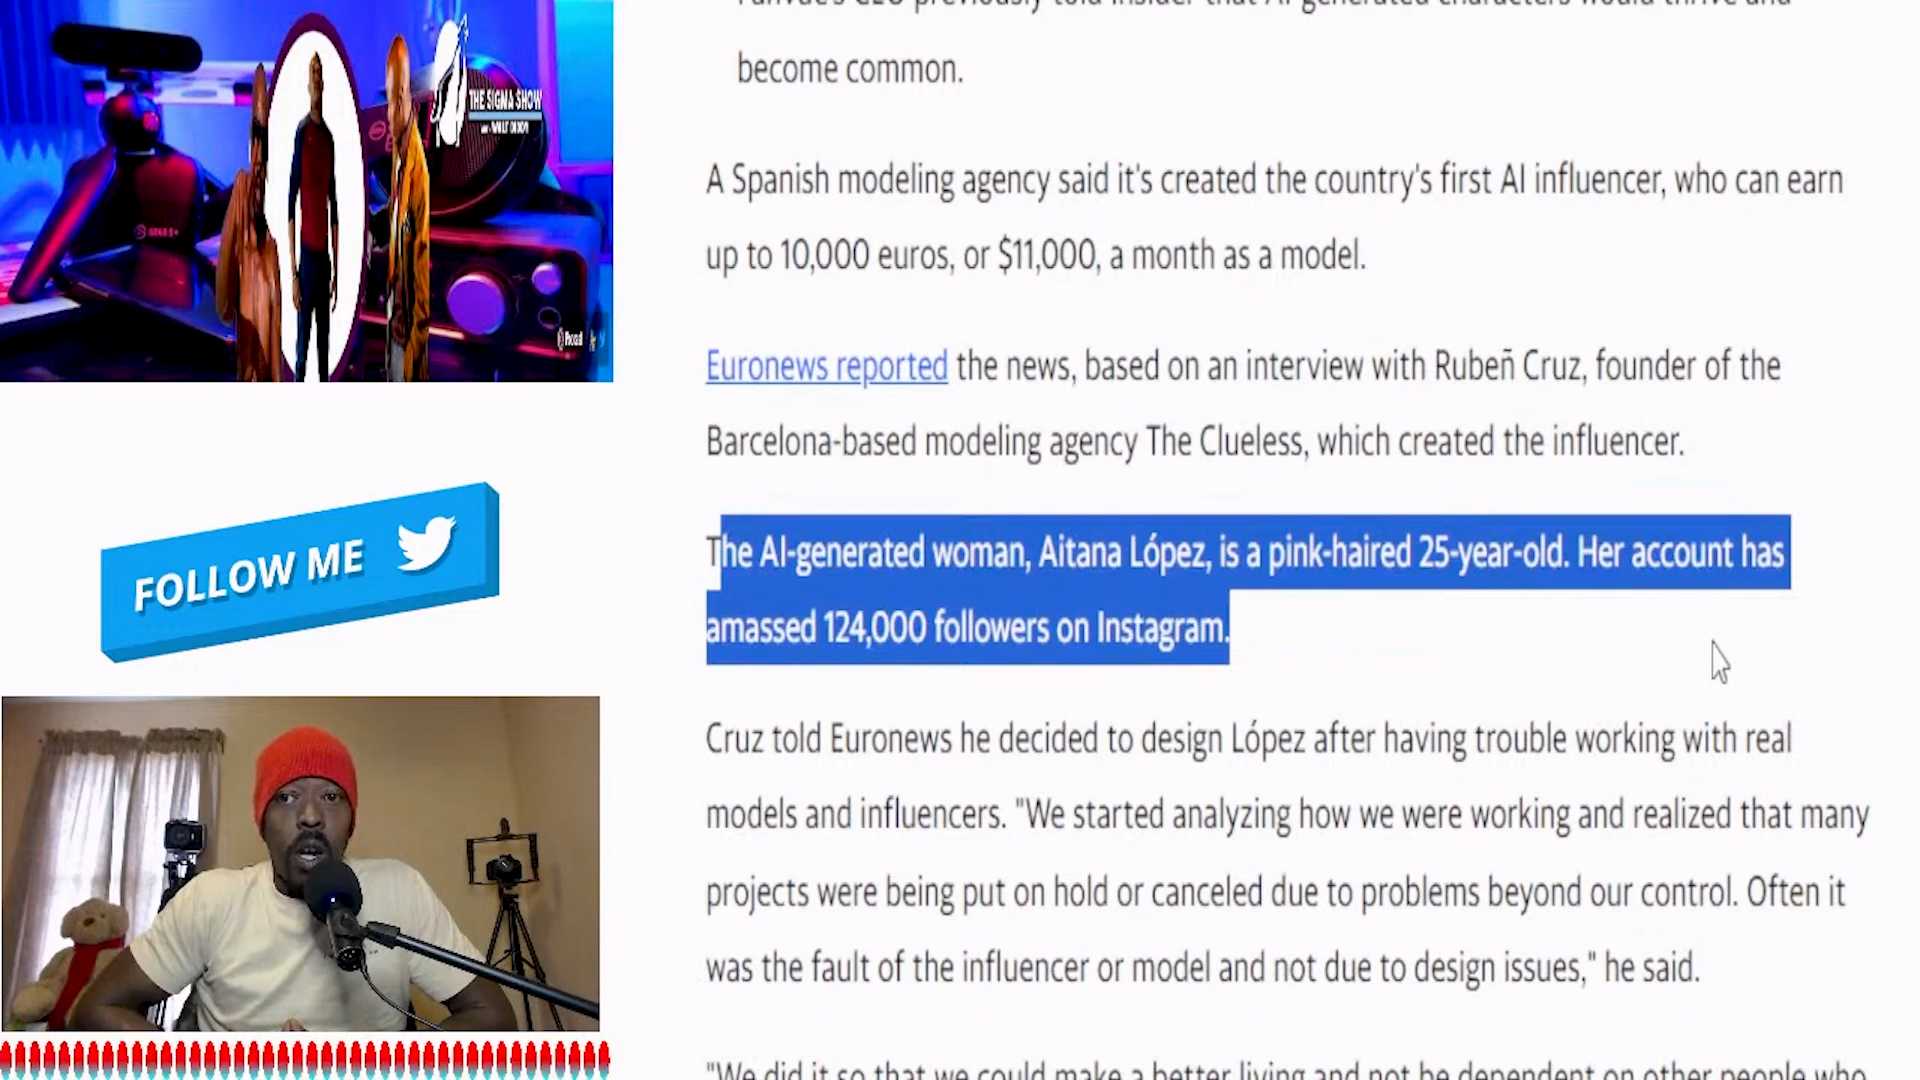 THE SIGMA SHOW
FOLLOW ME
become common.
A Spanish modeling agency said it's created the country's first AI influencer, who can earn
up to 10,000 euros, or $11,000, a month as a model.
Euronews reported the news, based on an interview with Rubeñ Cruz, founder of the
Barcelona-based modeling agency The Clueless, which created the influencer.
The AI-generated woman, Aitana López, is a pink-haired 25-year-old. Her account has
amassed 124,000 followers on Instagram.
Cruz told Euronews he decided to design López after having trouble working with real
models and influencers. "We started analyzing how we were working and realized that many
projects were being put on hold or canceled due to problems beyond our control. Often it
was the fault of the influencer or model and not due to design issues," he said.
"We did it so that we could make a better living and not be dependent on other people who